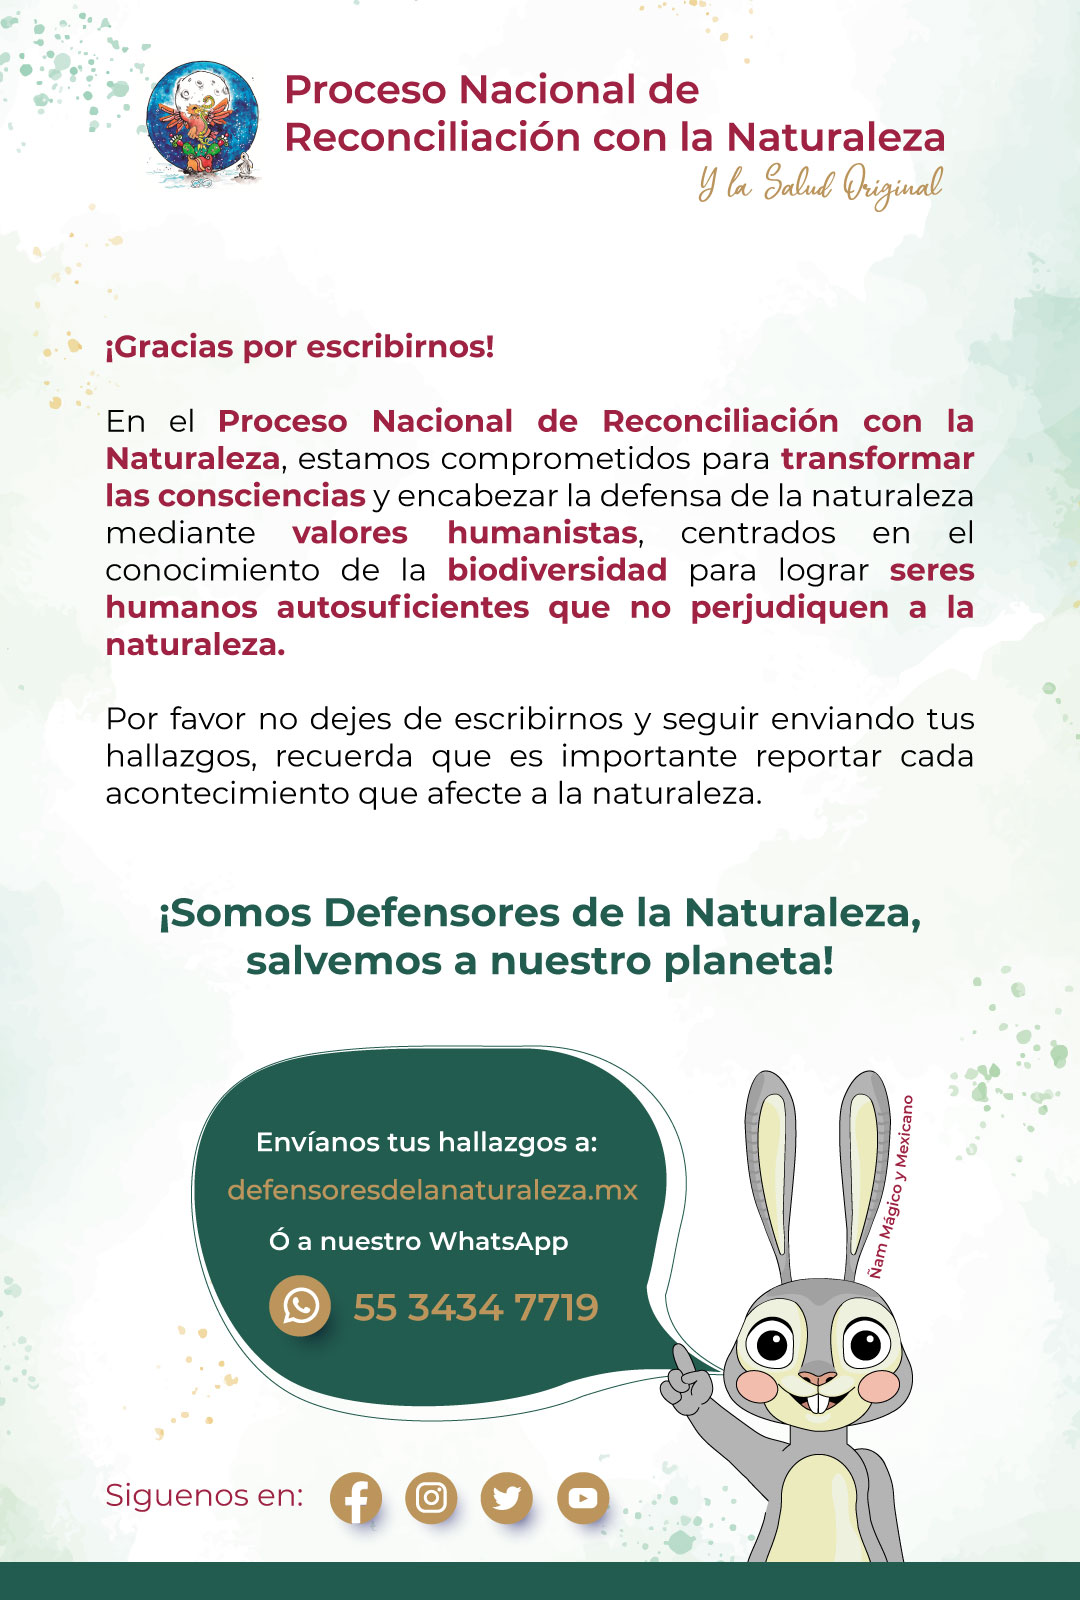 Proceso Nacional de
Reconciliación con la Naturaleza
Y la Salud Original
¡Gracias por escribirnos!
En el Proceso Nacional de Reconciliación con la
Naturaleza, estamos comprometidos para transformar
las consciencias y encabezar la defensa de la naturaleza
mediante valores humanistas, centrados en el
conocimiento de la biodiversidad para lograr seres
humanos autosuficientes que no perjudiquen a la
naturaleza.
Por favor no dejes de escribirnos y seguir enviando tus
hallazgos, recuerda que es importante reportar cada
acontecimiento que afecte a la naturaleza.
¡Somos Defensores de la Naturaleza,
salvemos a nuestro planeta!
Envíanos tus hallazgos a:
defensoresdelanaturaleza.mx
Ó a nuestro WhatsApp
55 3434 7719
Ñam Mágico y Mexicano
Siguenos en: